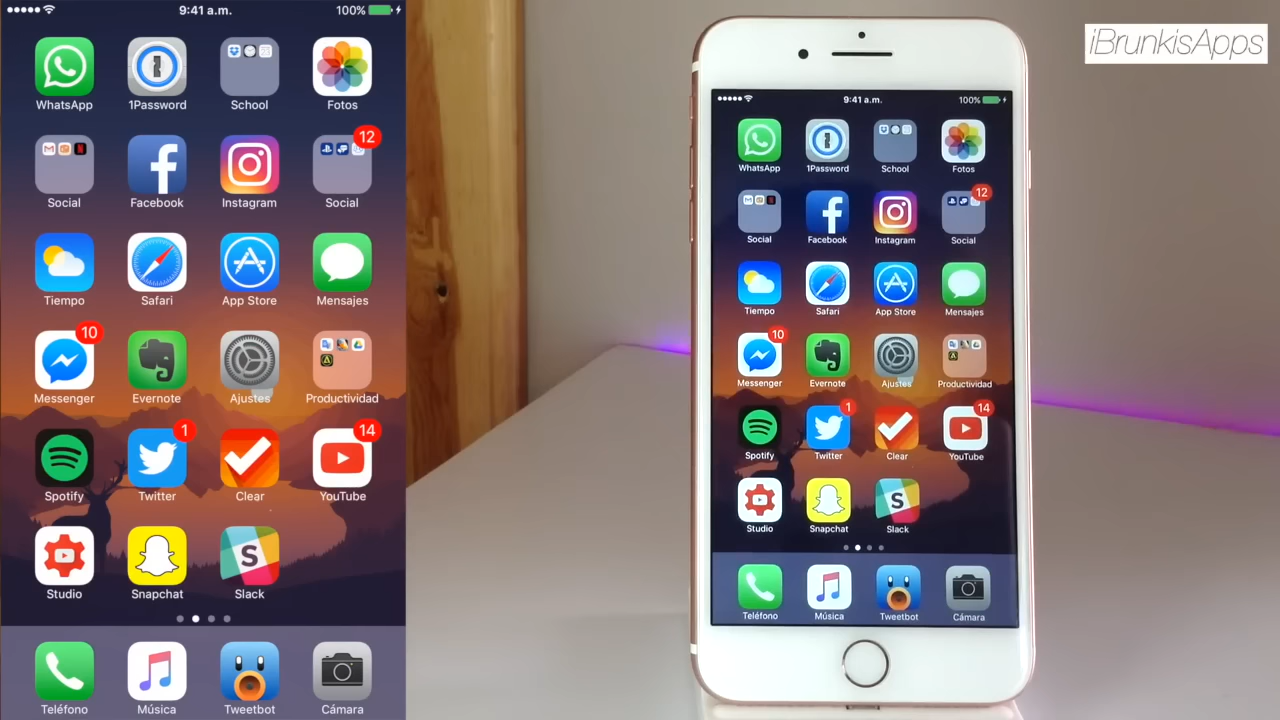 9:41 a.m. 100%
WhatsApp 1Password School Fotos
12
Social Facebook Instagram Social
Tiempo Safari App Store Mensajes
10
Messenger Evernote Ajustes Productividad
1 14
Spotify Twitter Clear YouTube
S
Studio Snapchat Slack
Teléfono Música Tweetbot Cámara
iBrunkisApps
9:41 a.m. 100%
WhatsApp 1Password School Fotos
12
Social Facebook Instagram Social
Tiempo Safari App Store Mensajes
10
Messenger Evernote Ajustes Productividad
1 14
Spotify Twitter Clear YouTube
S
Studio Snapchat Slack
Teléfono Música Tweetbot Cámara